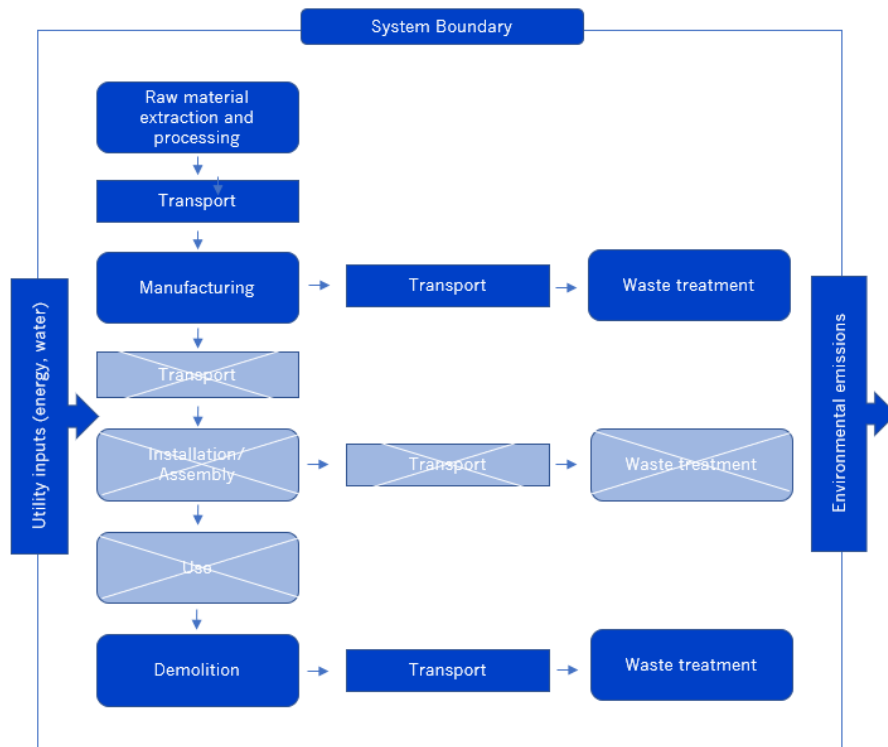 System Boundary
Raw material
extraction and
processing
Transport
Manufacturing
Transport
Waste treatment
Transport
Installation/
Assembly
Transport
Waste treatment
Use
Demolition
Transport
Waste treatment
Utility inputs (energy, water)
Environmental emissions